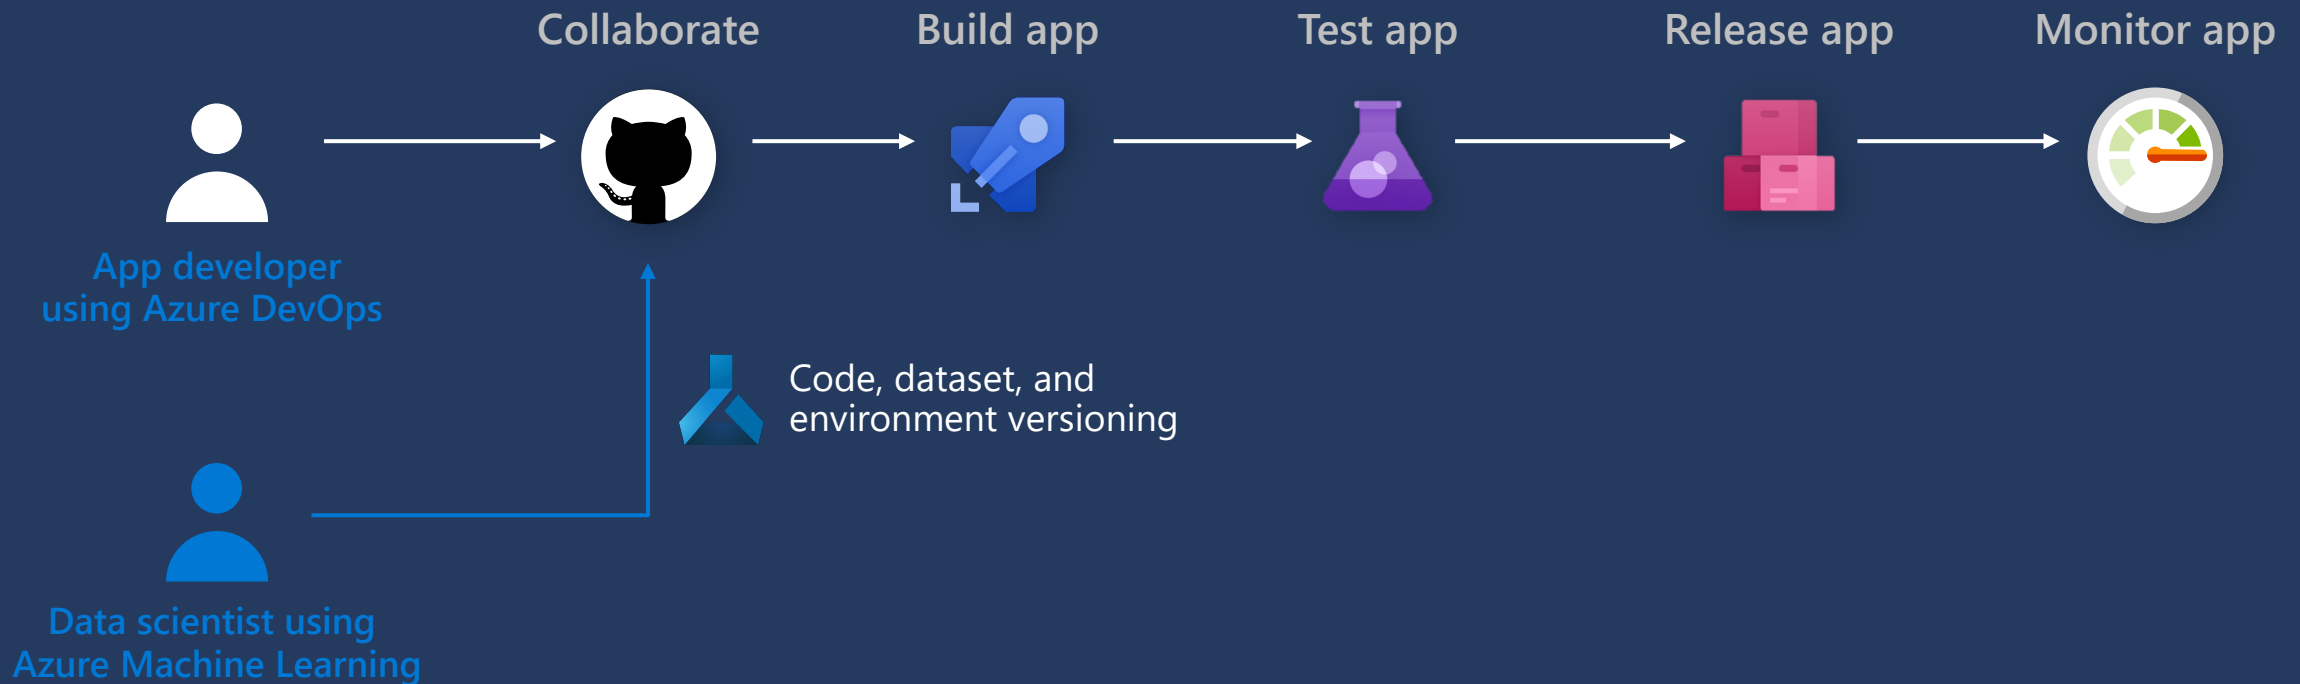 Collaborate
Build app
Test app
Release app
Monitor app
App developer
using Azure DevOps
Code, dataset, and
environment versioning
Data scientist using
Azure Machine Learning